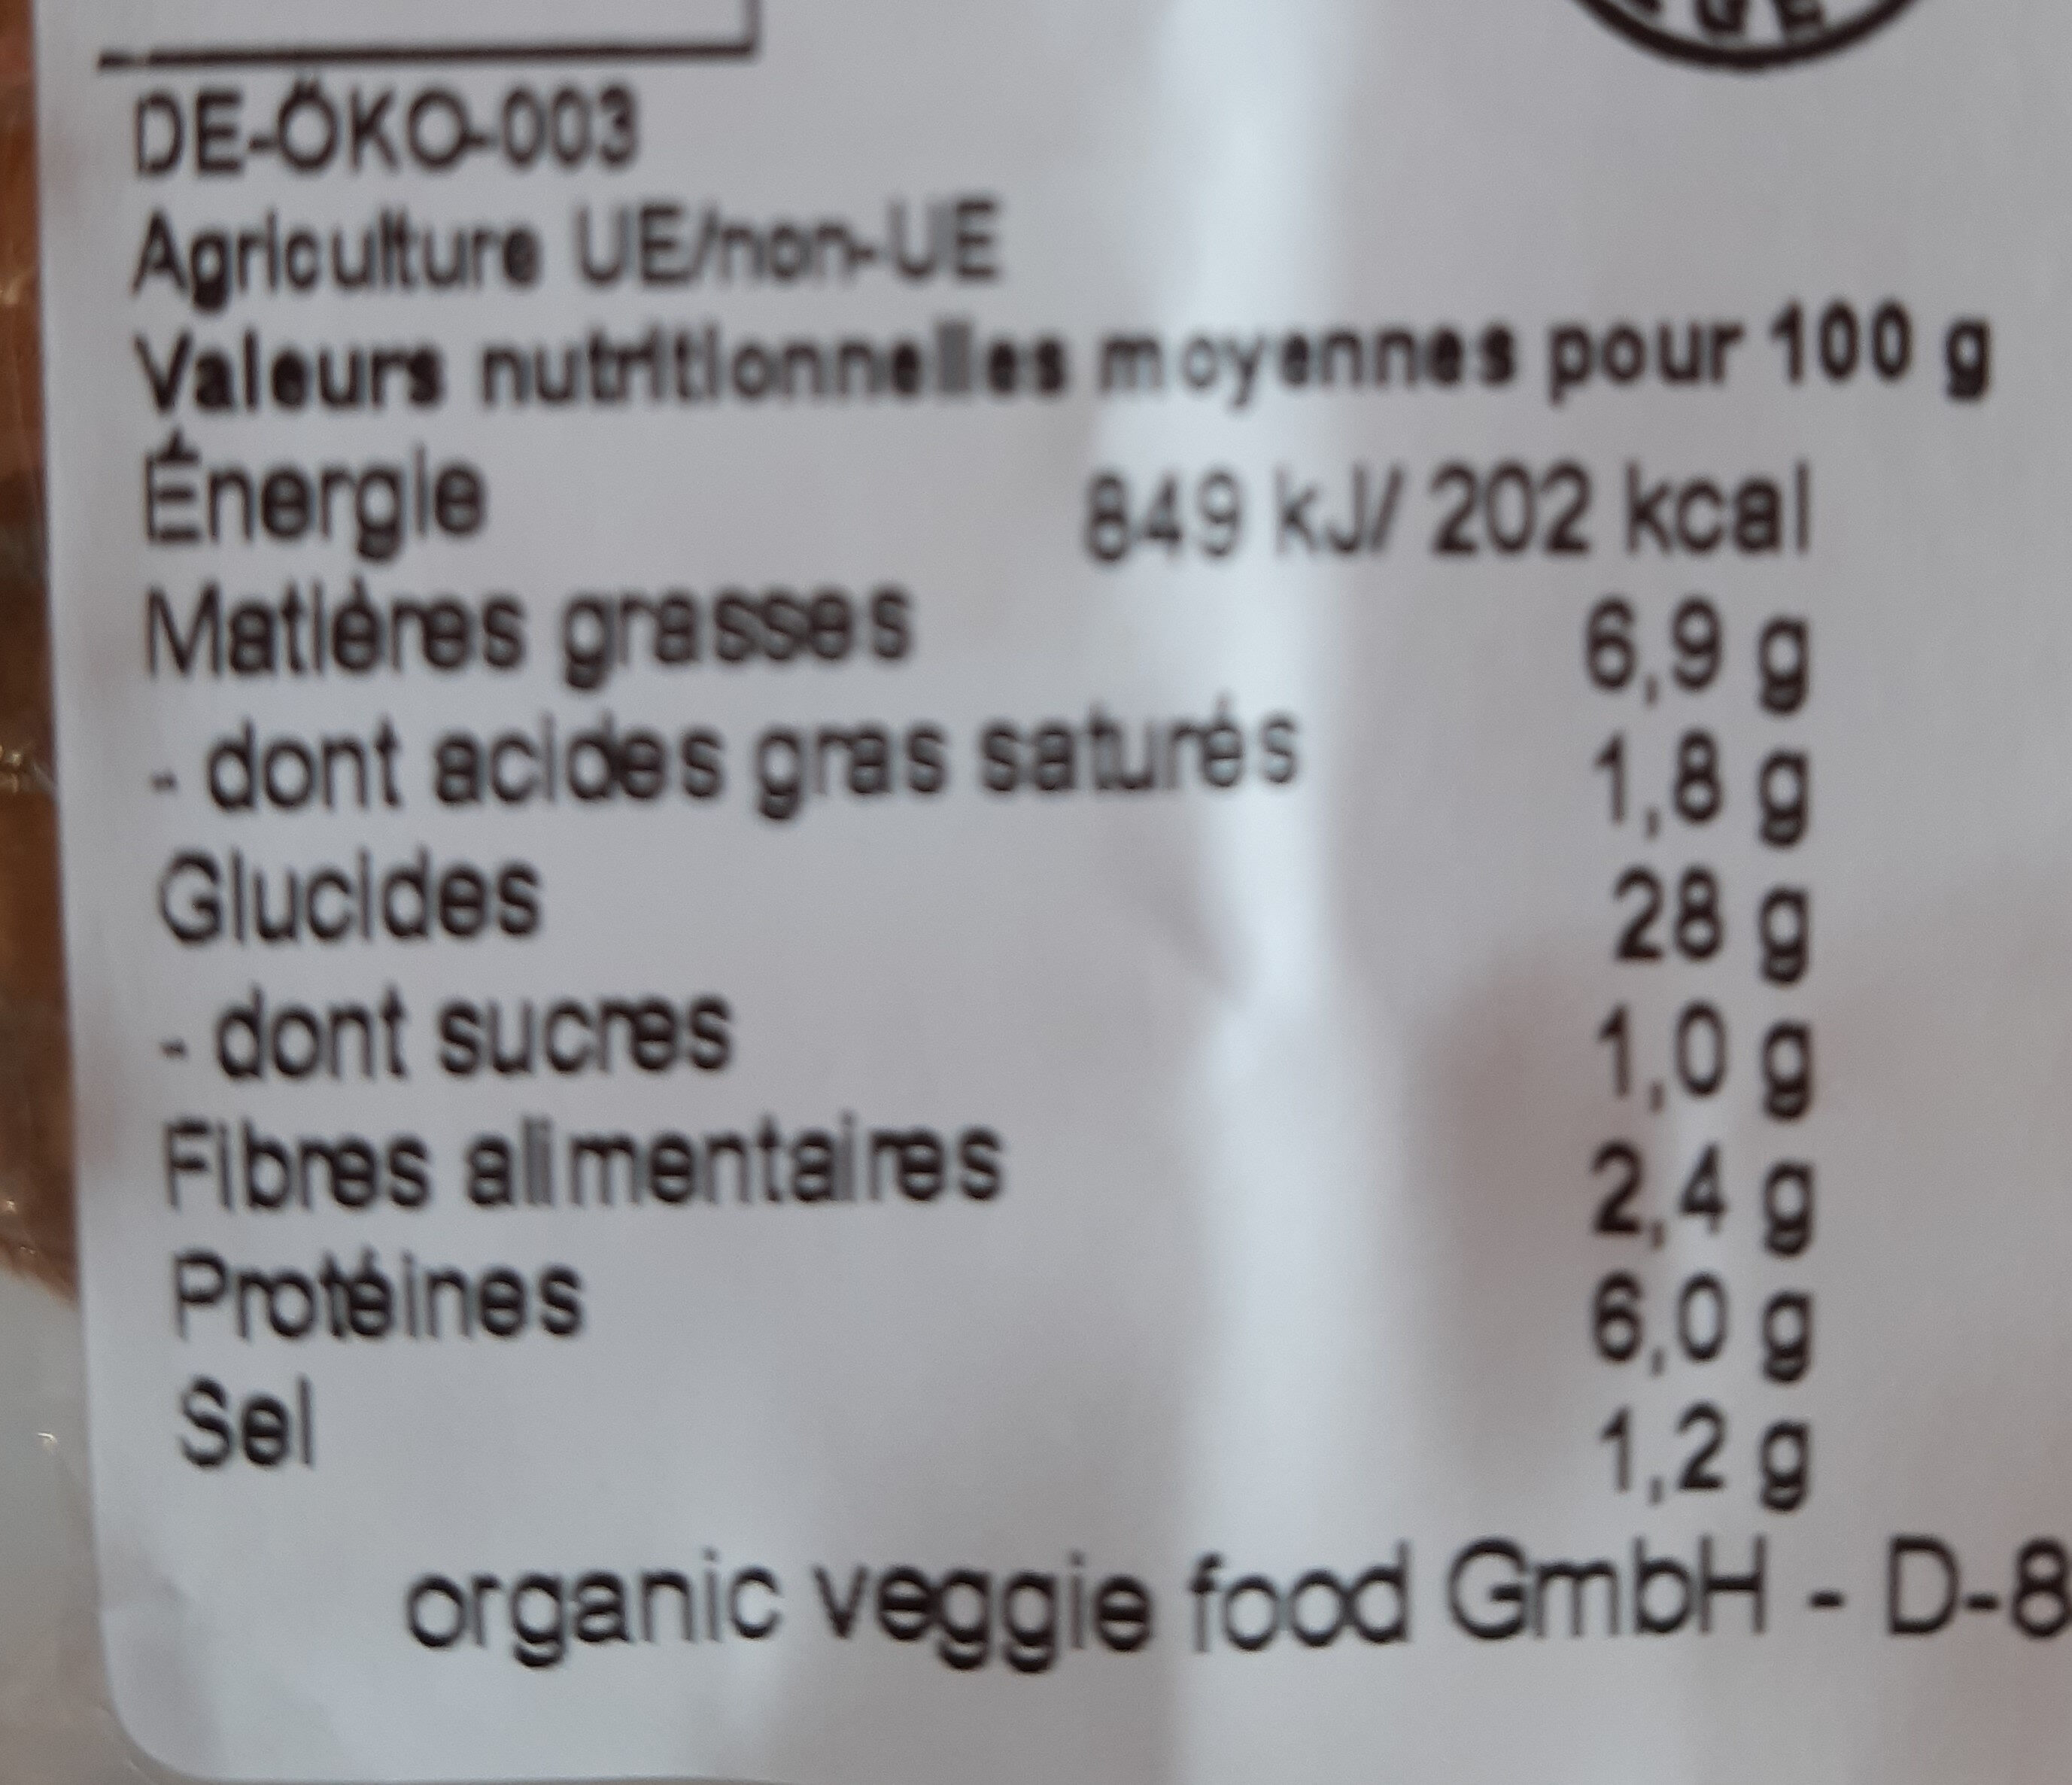 DE-ÖKO-003
Agriculture UE/non-UE
Valeurs nutritionnelles moyennes pour 100 g
Énergie 849 kJ/ 202 kcal
Matières grasses 6,9 g
- dont acides gras saturés 1,8 g
Glucides 28 g
- dont sucres 1,0 g
Fibres alimentaires 2,4 g
Protéines 6,0 g
Sel 1,2 g
organic veggie food GmbH - D-8